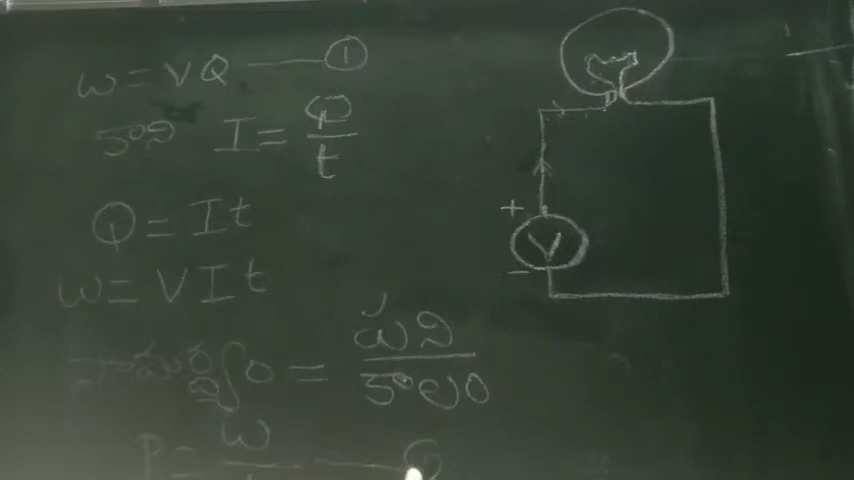 W = VQ —— ①
కాని I = Q/t
Q = It
W = VIt
సామర్థ్యం = పని/కాలం
P = W/
+
V
−